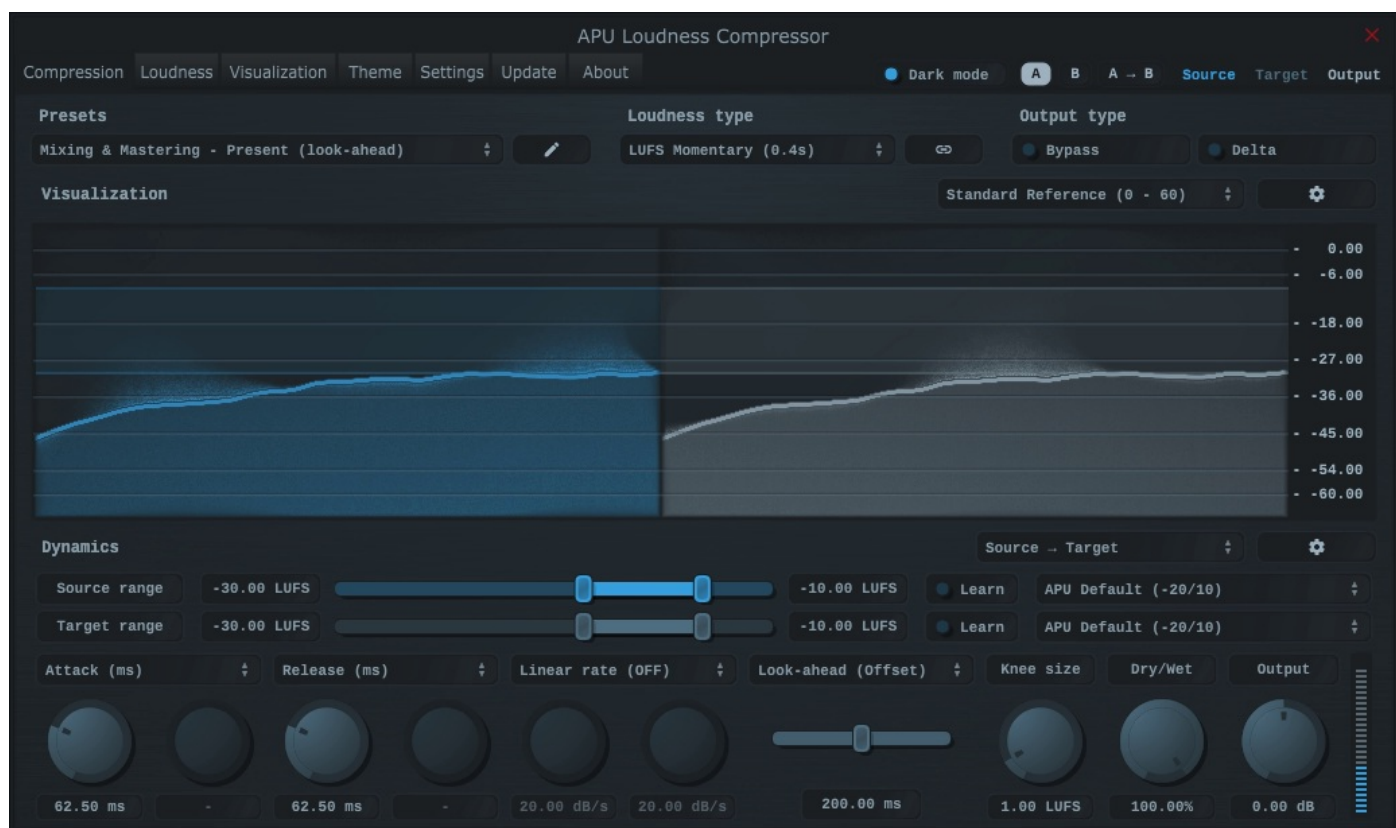 APU Loudness Compressor
Compression Loudness Visualization Theme Settings Update About Dark mode A B A → B Source Target Output
Presets Loudness type Output type
Mixing & Mastering - Present (look-ahead) LUFS Momentary (0.4s) Bypass Delta
Visualization Standard Reference (0 - 60)
- 0.00
- -6.00
- -18.00
- -27.00
- -36.00
- -45.00
- -54.00
- -60.00
Dynamics Source → Target
Source range -30.00 LUFS -10.00 LUFS Learn APU Default (-20/10)
Target range -30.00 LUFS -10.00 LUFS Learn APU Default (-20/10)
Attack (ms) Release (ms) Linear rate (OFF) Look-ahead (Offset) Knee size Dry/Wet Output
62.50 ms - 62.50 ms - 20.00 dB/s 20.00 dB/s 200.00 ms 1.00 LUFS 100.00% 0.00 dB